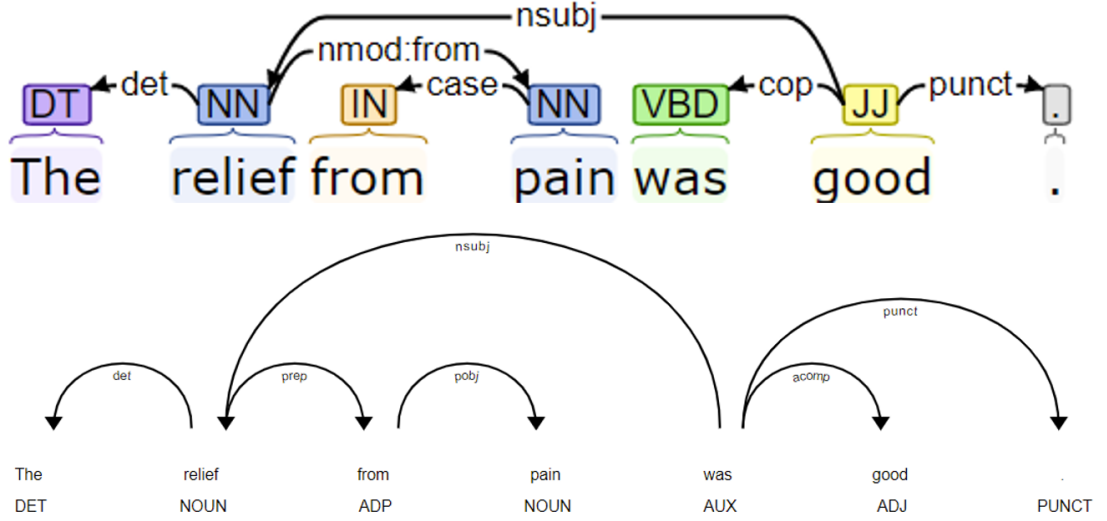 nsubj
nmod:from
det case cop punct
DT NN IN NN VBD JJ .
The relief from pain was good .
nsubj
punct
det prep pobj acomp
The relief from pain was good .
DET NOUN ADP NOUN AUX ADJ PUNCT